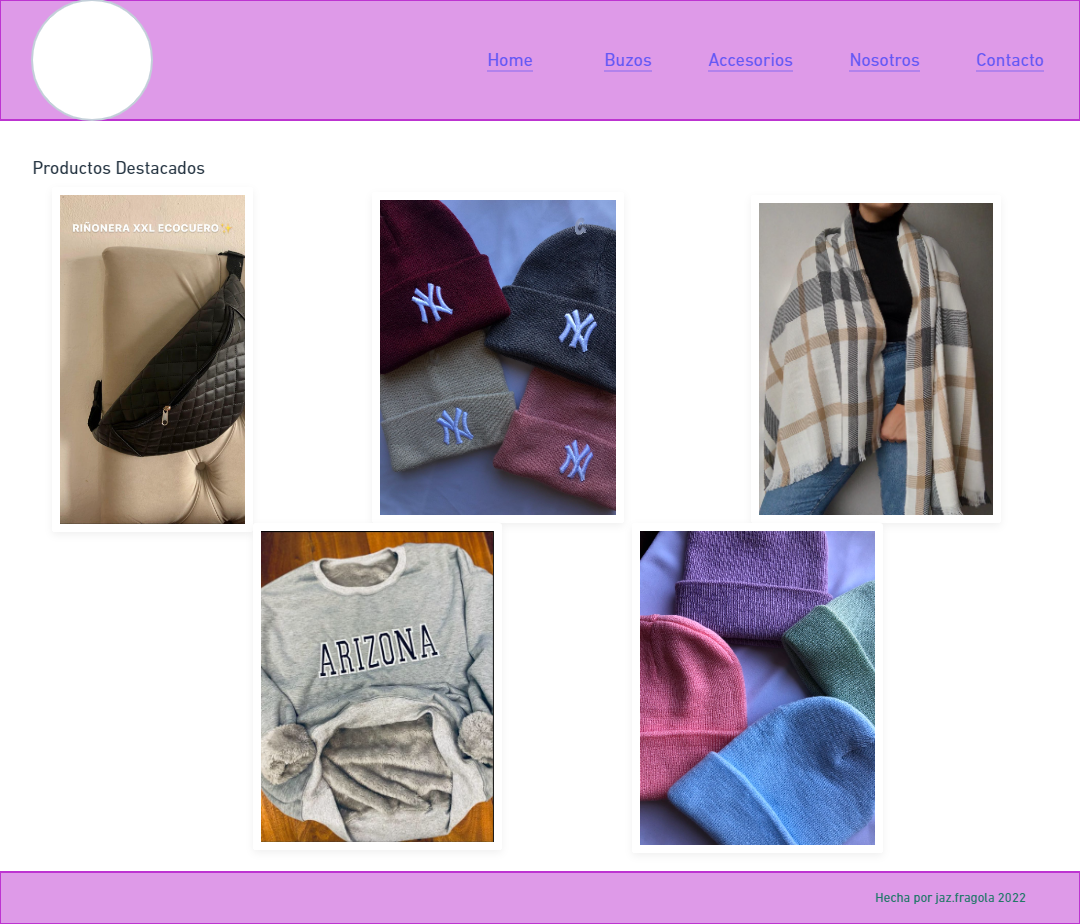 Home Buzos Accesorios Nosotros Contacto
Productos Destacados
RIÑONERA XXL ECOCUERO✨
NY
NY
NY
NY
ARIZONA
Hecha por jaz.fragola 2022